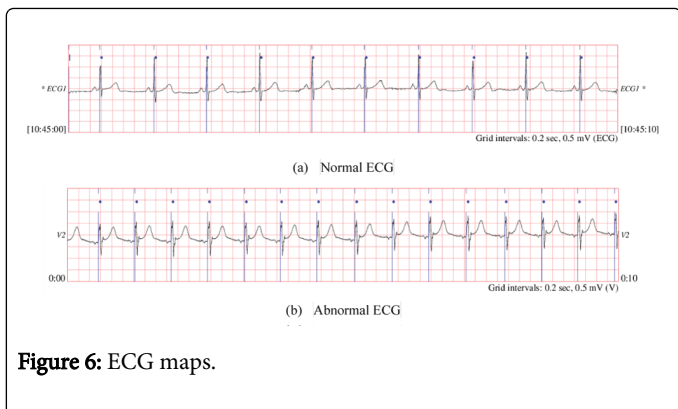 * ECG1
ECG1 *
[10:45:00]
[10:45:10]
Grid intervals: 0.2 sec, 0.5 mV (ECG)
(a) Normal ECG
V2
V2
0:00
0:10
Grid intervals: 0.2 sec, 0.5 mV (V)
(b) Abnormal ECG
Figure 6: ECG maps.